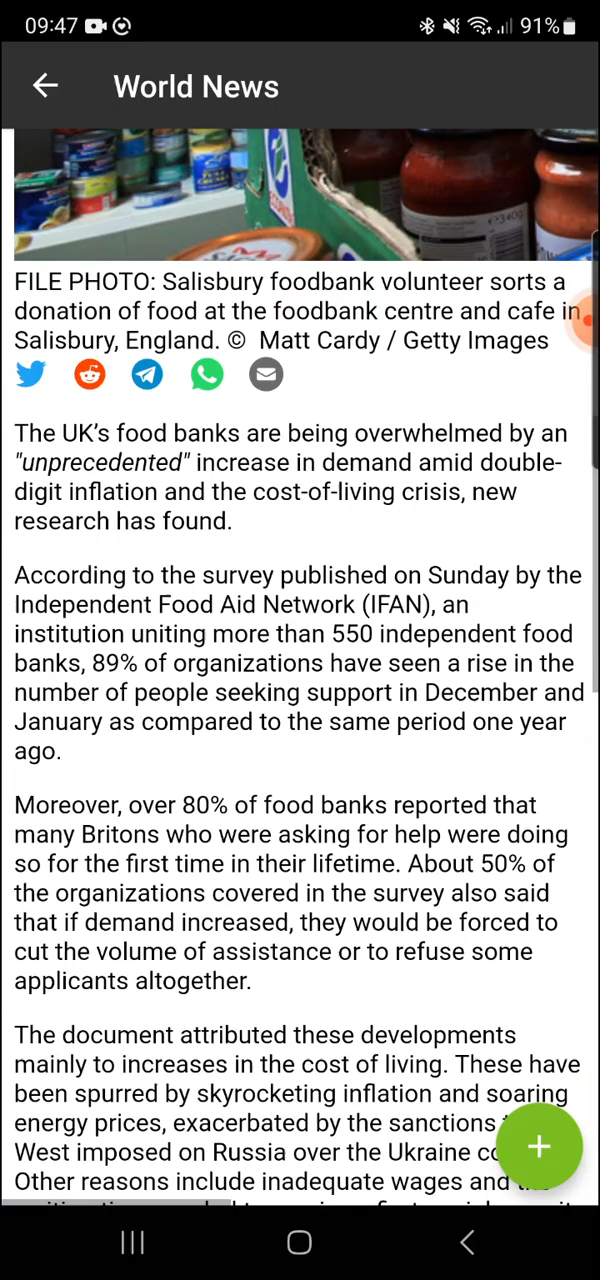 09:47
91%
World News
340g
FILE PHOTO: Salisbury foodbank volunteer sorts a
donation of food at the foodbank centre and cafe in
Salisbury, England. © Matt Cardy / Getty Images
The UK’s food banks are being overwhelmed by an
"unprecedented" increase in demand amid double-
digit inflation and the cost-of-living crisis, new
research has found.
According to the survey published on Sunday by the
Independent Food Aid Network (IFAN), an
institution uniting more than 550 independent food
banks, 89% of organizations have seen a rise in the
number of people seeking support in December and
January as compared to the same period one year
ago.
Moreover, over 80% of food banks reported that
many Britons who were asking for help were doing
so for the first time in their lifetime. About 50% of
the organizations covered in the survey also said
that if demand increased, they would be forced to
cut the volume of assistance or to refuse some
applicants altogether.
The document attributed these developments
mainly to increases in the cost of living. These have
been spurred by skyrocketing inflation and soaring
energy prices, exacerbated by the sanctions
West imposed on Russia over the Ukraine
Other reasons include inadequate wages and